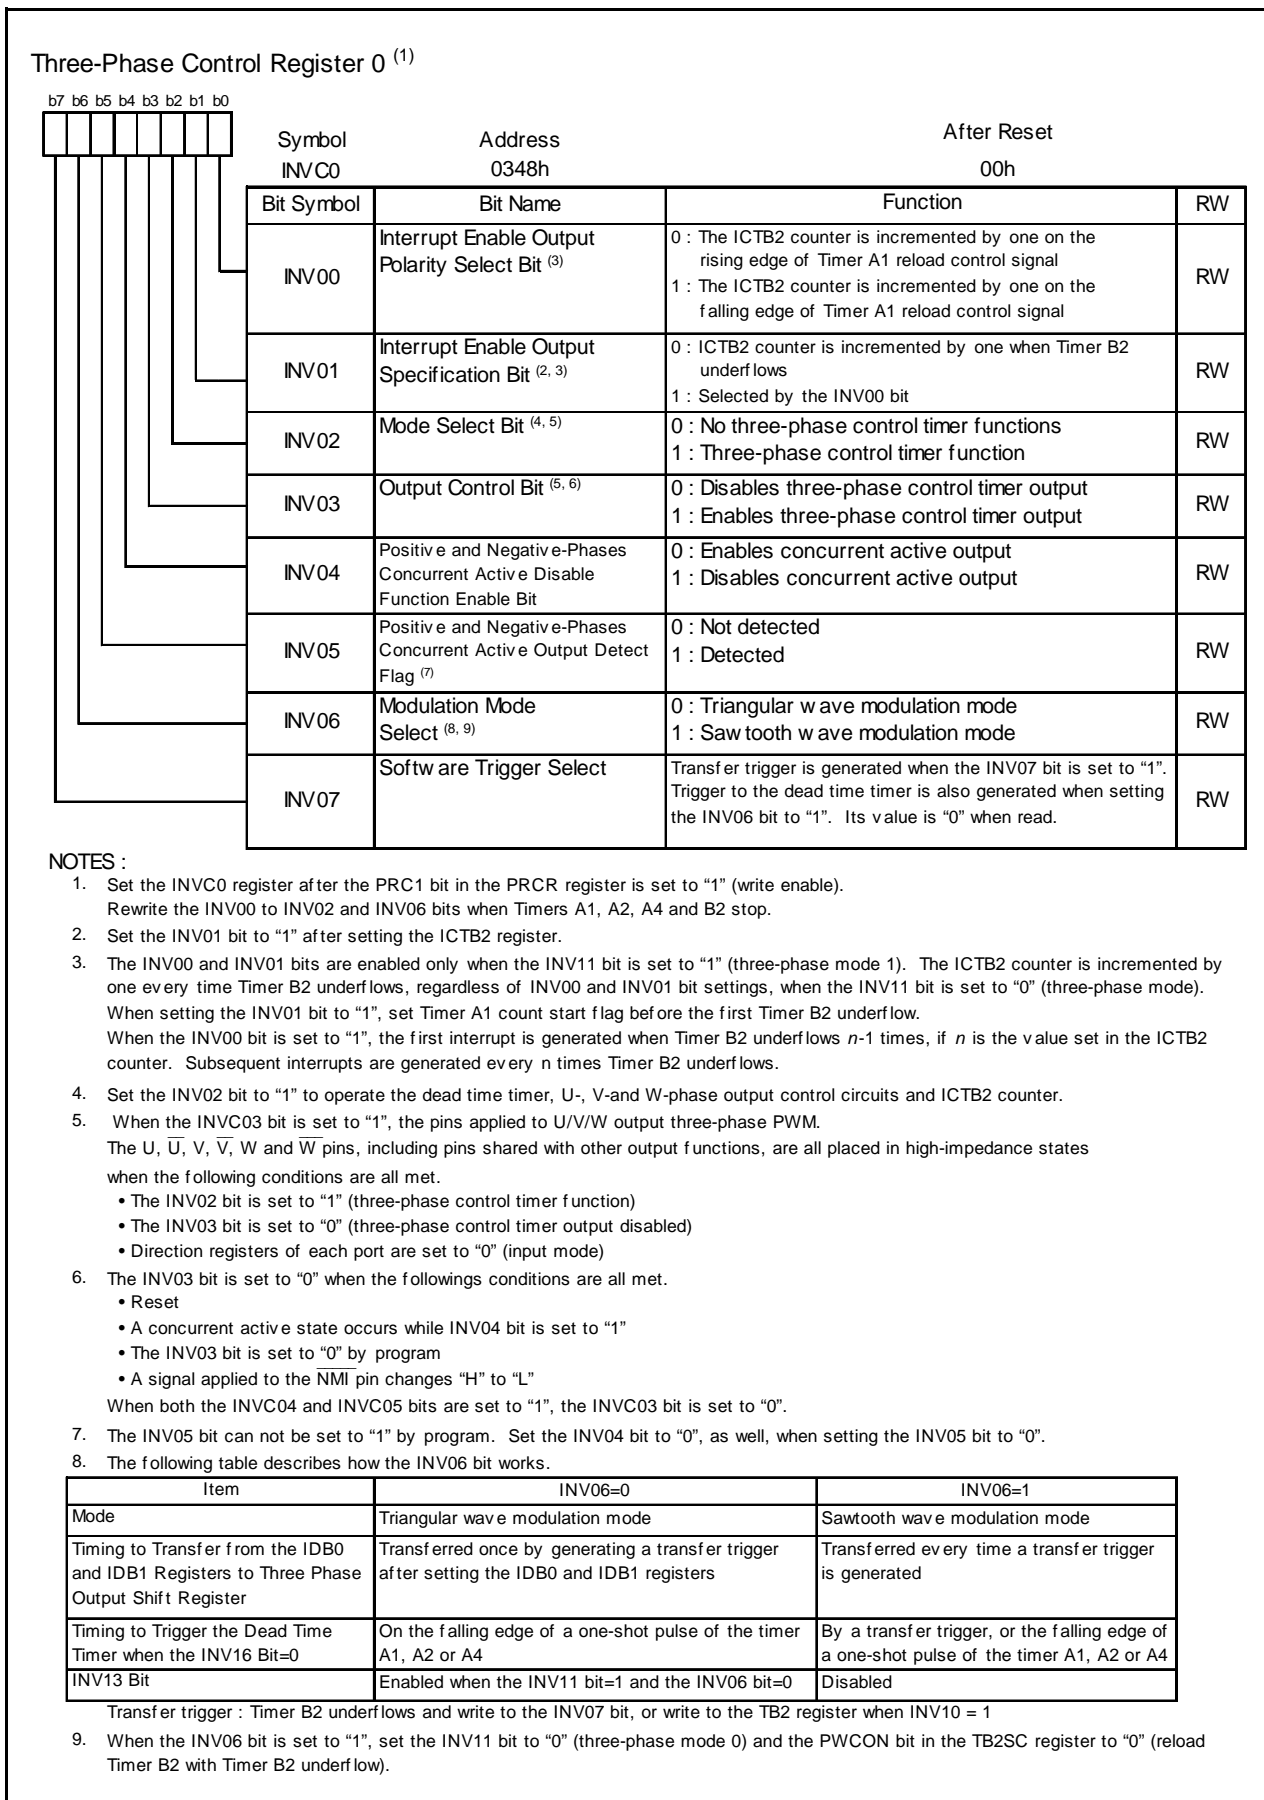 Three-Phase Control Register 0 (1)
b7 b6 b5 b4 b3 b2 b1 b0
Symbol Address After Reset
INVC0 0348h 00h
Bit Symbol Bit Name Function RW
INV00
Interrupt Enable Output
Polarity Select Bit (3)
0 : The ICTB2 counter is incremented by one on the
rising edge of Timer A1 reload control signal
1 : The ICTB2 counter is incremented by one on the
falling edge of Timer A1 reload control signal
RW
INV01
Interrupt Enable Output
Specification Bit (2, 3)
0 : ICTB2 counter is incremented by one when Timer B2
underflows
1 : Selected by the INV00 bit
RW
INV02
Mode Select Bit (4, 5)
0 : No three-phase control timer functions
1 : Three-phase control timer function
RW
INV03
Output Control Bit (5, 6)
0 : Disables three-phase control timer output
1 : Enables three-phase control timer output
RW
INV04
Positive and Negative-Phases
Concurrent Active Disable
Function Enable Bit
0 : Enables concurrent active output
1 : Disables concurrent active output
RW
INV05
Positive and Negative-Phases
Concurrent Active Output Detect
Flag (7)
0 : Not detected
1 : Detected
RW
INV06
Modulation Mode
Select (8, 9)
0 : Triangular wave modulation mode
1 : Sawtooth wave modulation mode
RW
INV07
Software Trigger Select
Transfer trigger is generated when the INV07 bit is set to “1”.
Trigger to the dead time timer is also generated when setting
the INV06 bit to “1”. Its value is “0” when read.
RW
NOTES :
1. Set the INVC0 register after the PRC1 bit in the PRCR register is set to “1” (write enable).
Rewrite the INV00 to INV02 and INV06 bits when Timers A1, A2, A4 and B2 stop.
2. Set the INV01 bit to “1” after setting the ICTB2 register.
3. The INV00 and INV01 bits are enabled only when the INV11 bit is set to “1” (three-phase mode 1). The ICTB2 counter is incremented by
one every time Timer B2 underflows, regardless of INV00 and INV01 bit settings, when the INV11 bit is set to “0” (three-phase mode).
When setting the INV01 bit to “1”, set Timer A1 count start flag before the first Timer B2 underflow.
When the INV00 bit is set to “1”, the first interrupt is generated when Timer B2 underflows n-1 times, if n is the value set in the ICTB2
counter. Subsequent interrupts are generated every n times Timer B2 underflows.
4. Set the INV02 bit to “1” to operate the dead time timer, U-, V-and W-phase output control circuits and ICTB2 counter.
5. When the INVC03 bit is set to “1”, the pins applied to U/V/W output three-phase PWM.
The U, U̅, V, V̅, W and W̅ pins, including pins shared with other output functions, are all placed in high-impedance states
when the following conditions are all met.
• The INV02 bit is set to “1” (three-phase control timer function)
• The INV03 bit is set to “0” (three-phase control timer output disabled)
• Direction registers of each port are set to “0” (input mode)
6. The INV03 bit is set to “0” when the followings conditions are all met.
• Reset
• A concurrent active state occurs while INV04 bit is set to “1”
• The INV03 bit is set to “0” by program
• A signal applied to the N̅M̅I̅ pin changes “H” to “L”
When both the INVC04 and INVC05 bits are set to “1”, the INVC03 bit is set to “0”.
7. The INV05 bit can not be set to “1” by program. Set the INV04 bit to “0”, as well, when setting the INV05 bit to “0”.
8. The following table describes how the INV06 bit works.
Item INV06=0 INV06=1
Mode Triangular wave modulation mode Sawtooth wave modulation mode
Timing to Transfer from the IDB0
and IDB1 Registers to Three Phase
Output Shift Register
Transferred once by generating a transfer trigger
after setting the IDB0 and IDB1 registers
Transferred every time a transfer trigger
is generated
Timing to Trigger the Dead Time
Timer when the INV16 Bit=0
On the falling edge of a one-shot pulse of the timer
A1, A2 or A4
By a transfer trigger, or the falling edge of
a one-shot pulse of the timer A1, A2 or A4
INV13 Bit Enabled when the INV11 bit=1 and the INV06 bit=0 Disabled
Transfer trigger : Timer B2 underflows and write to the INV07 bit, or write to the TB2 register when INV10 = 1
9. When the INV06 bit is set to “1”, set the INV11 bit to “0” (three-phase mode 0) and the PWCON bit in the TB2SC register to “0” (reload
Timer B2 with Timer B2 underflow).